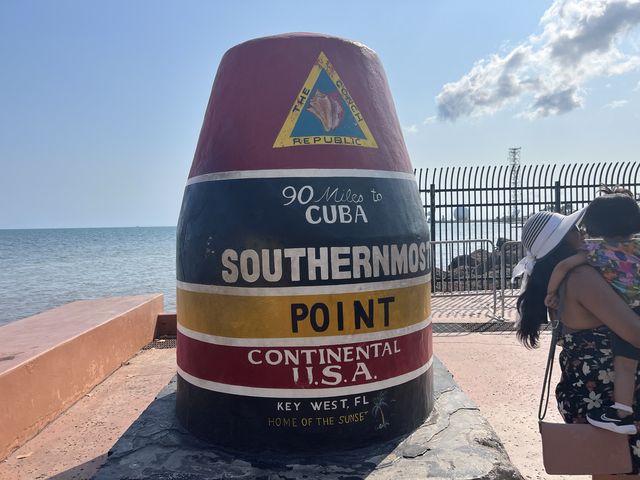 THE CONCH
REPUBLIC
90 Miles to
CUBA
SOUTHERNMOST
POINT
CONTINENTAL
U.S.A.
KEY WEST, FL
HOME OF THE SUNSET